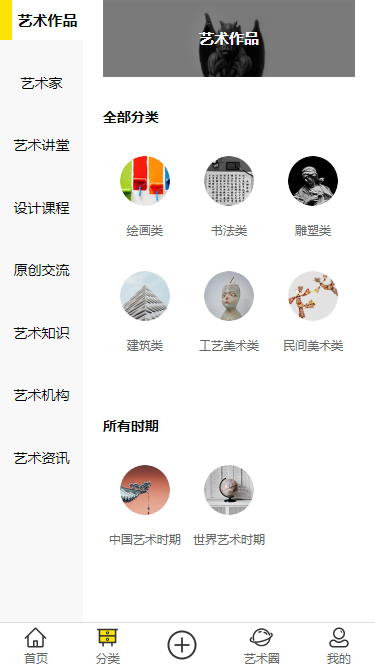 艺术作品
艺术家
艺术讲堂
设计课程
原创交流
艺术知识
艺术机构
艺术资讯
艺术作品
全部分类
绘画类 书法类 雕塑类
建筑类 工艺美术类 民间美术类
所有时期
中国艺术时期 世界艺术时期
首页 分类 艺术圈 我的